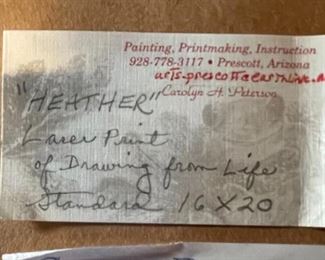 Painting, Printmaking, Instruction
928-778-3117 • Prescott, Arizona
Carolyn H. Peterson
"HEATHER"
Laser Print
of Drawing from Life
Standard 16 X 20